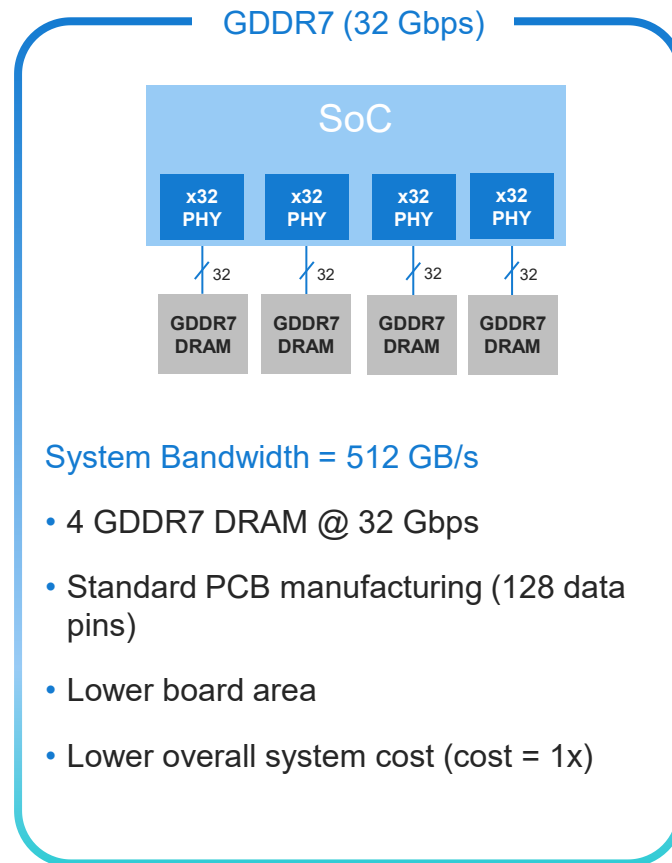 GDDR7 (32 Gbps)
SoC
x32 x32 x32 x32
PHY PHY PHY PHY
32 32 32 32
GDDR7 GDDR7 GDDR7 GDDR7
DRAM DRAM DRAM DRAM
System Bandwidth = 512 GB/s
• 4 GDDR7 DRAM @ 32 Gbps
• Standard PCB manufacturing (128 data
pins)
• Lower board area
• Lower overall system cost (cost = 1x)